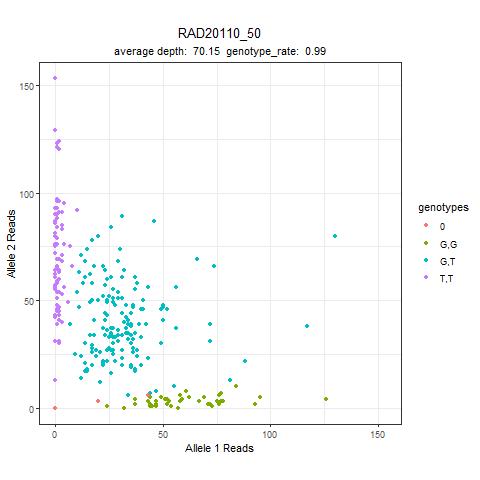 RAD20110_50
average depth: 70.15 genotype_rate: 0.99
150
100
50
0
Allele 2 Reads
0 50 100 150
Allele 1 Reads
genotypes
0
G,G
G,T
T,T